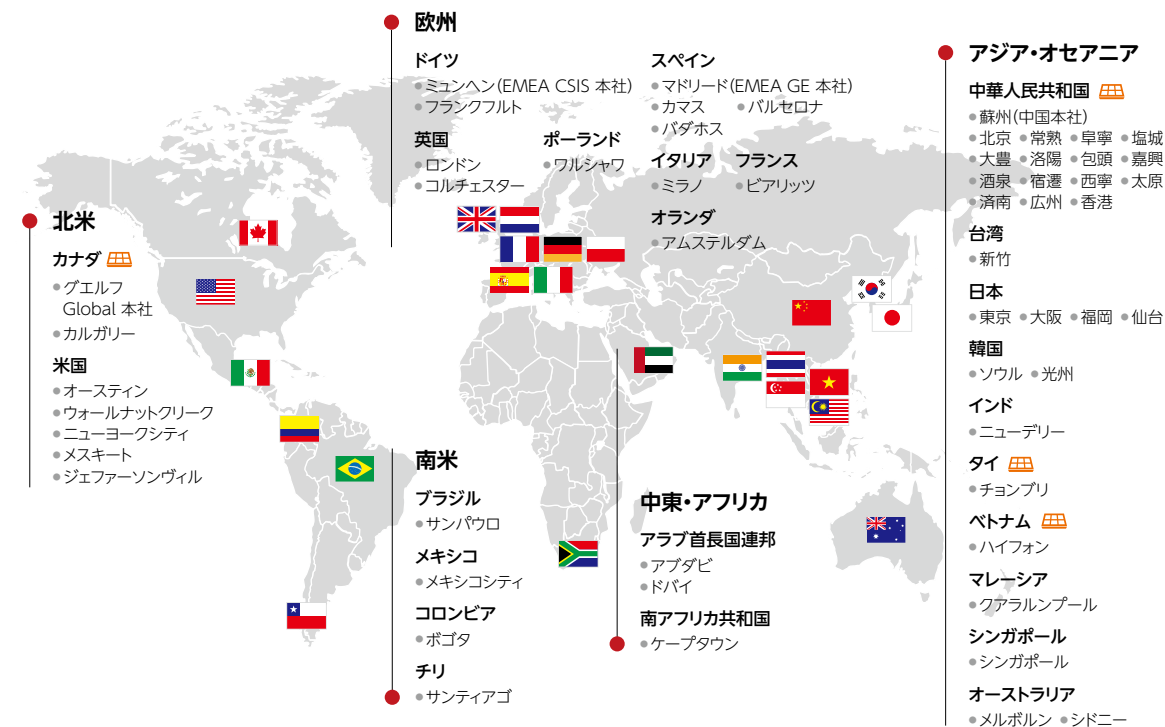 欧州
ドイツ
●ミュンヘン(EMEA CSIS 本社)
●フランクフルト
英国
●ロンドン
●コルチェスター
ポーランド
●ワルシャワ
スペイン
●マドリード(EMEA GE 本社)
●カマス ●バルセロナ
●バダホス
イタリア
●ミラノ
フランス
●ビアリッツ
オランダ
●アムステルダム
北米
カナダ
●グエルフ
Global 本社
●カルガリー
米国
●オースティン
●ウォールナットクリーク
●ニューヨークシティ
●メスキート
●ジェファーソンヴィル
南米
ブラジル
●サンパウロ
メキシコ
●メキシコシティ
コロンビア
●ボゴタ
チリ
●サンティアゴ
中東・アフリカ
アラブ首長国連邦
●アブダビ
●ドバイ
南アフリカ共和国
●ケープタウン
アジア・オセアニア
中華人民共和国
●蘇州(中国本社)
●北京 ●常熟 ●阜寧 ●塩城
●大豊 ●洛陽 ●包頭 ●嘉興
●酒泉 ●宿遷 ●西寧 ●太原
●済南 ●広州 ●香港
台湾
●新竹
日本
●東京 ●大阪 ●福岡 ●仙台
韓国
●ソウル ●光州
インド
●ニューデリー
タイ
●チョンブリ
ベトナム
●ハイフォン
マレーシア
●クアラルンプール
シンガポール
●シンガポール
オーストラリア
●メルボルン ●シドニー